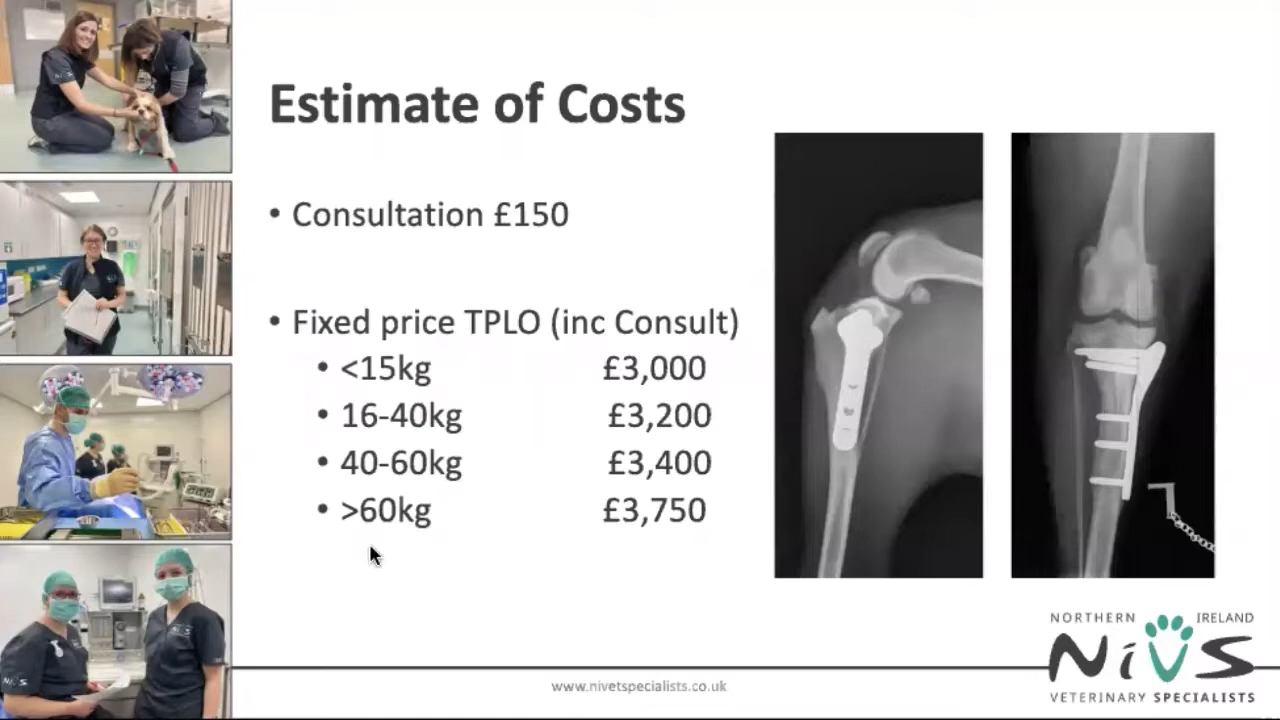 Estimate of Costs
• Consultation £150
• Fixed price TPLO (inc Consult)
• <15kg £3,000
• 16-40kg £3,200
• 40-60kg £3,400
• >60kg £3,750
NORTHERN IRELAND
NiVS
VETERINARY SPECIALISTS
www.nivetspecialists.co.uk